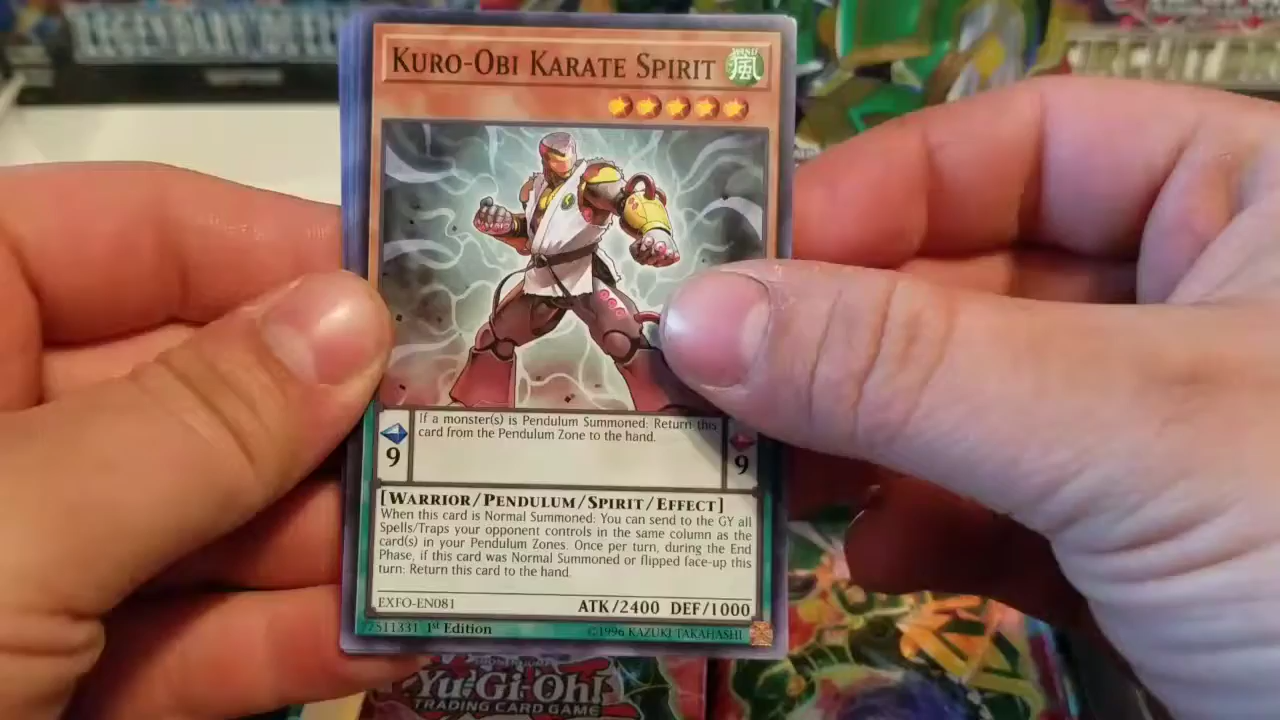 LEGENDARY DUELISTS
KURO-OBI KARATE SPIRIT
WIND
風
If a monster(s) is Pendulum Summoned: Return this
card from the Pendulum Zone to the hand.
9
9
[WARRIOR/PENDULUM/SPIRIT/EFFECT]
When this card is Normal Summoned: You can send to the GY all
Spells/Traps your opponent controls in the same column as the
card(s) in your Pendulum Zones. Once per turn, during the End
Phase, if this card was Normal Summoned or flipped face-up this
turn: Return this card to the hand.
EXFO-EN081
ATK/2400 DEF/1000
77511331 1st Edition
©1996 KAZUKI TAKAHASHI
Yu-Gi-Oh!
TRADING CARD GAME